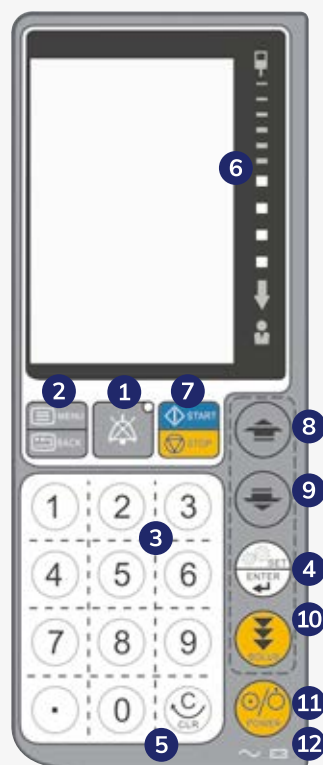 6
2
1
7
MENU
START
BACK
STOP
8
1
2
3
9
3
SET
4
4
5
6
ENTER
10
7
8
9
BOLUS
.
0
C
CLR
POWER
11
5
12